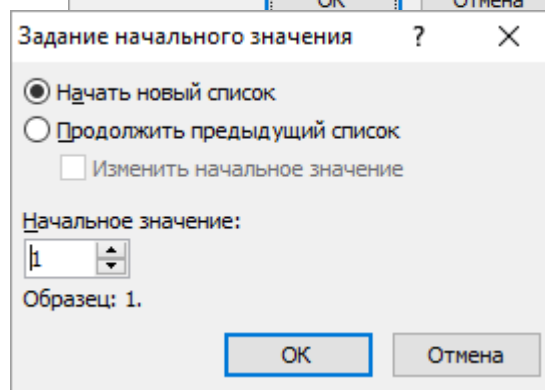 ОК Отмена
Задание начального значения ? ×
Начать новый список
Продолжить предыдущий список
Изменить начальное значение
Начальное значение:
1
Образец: 1.
ОК Отмена